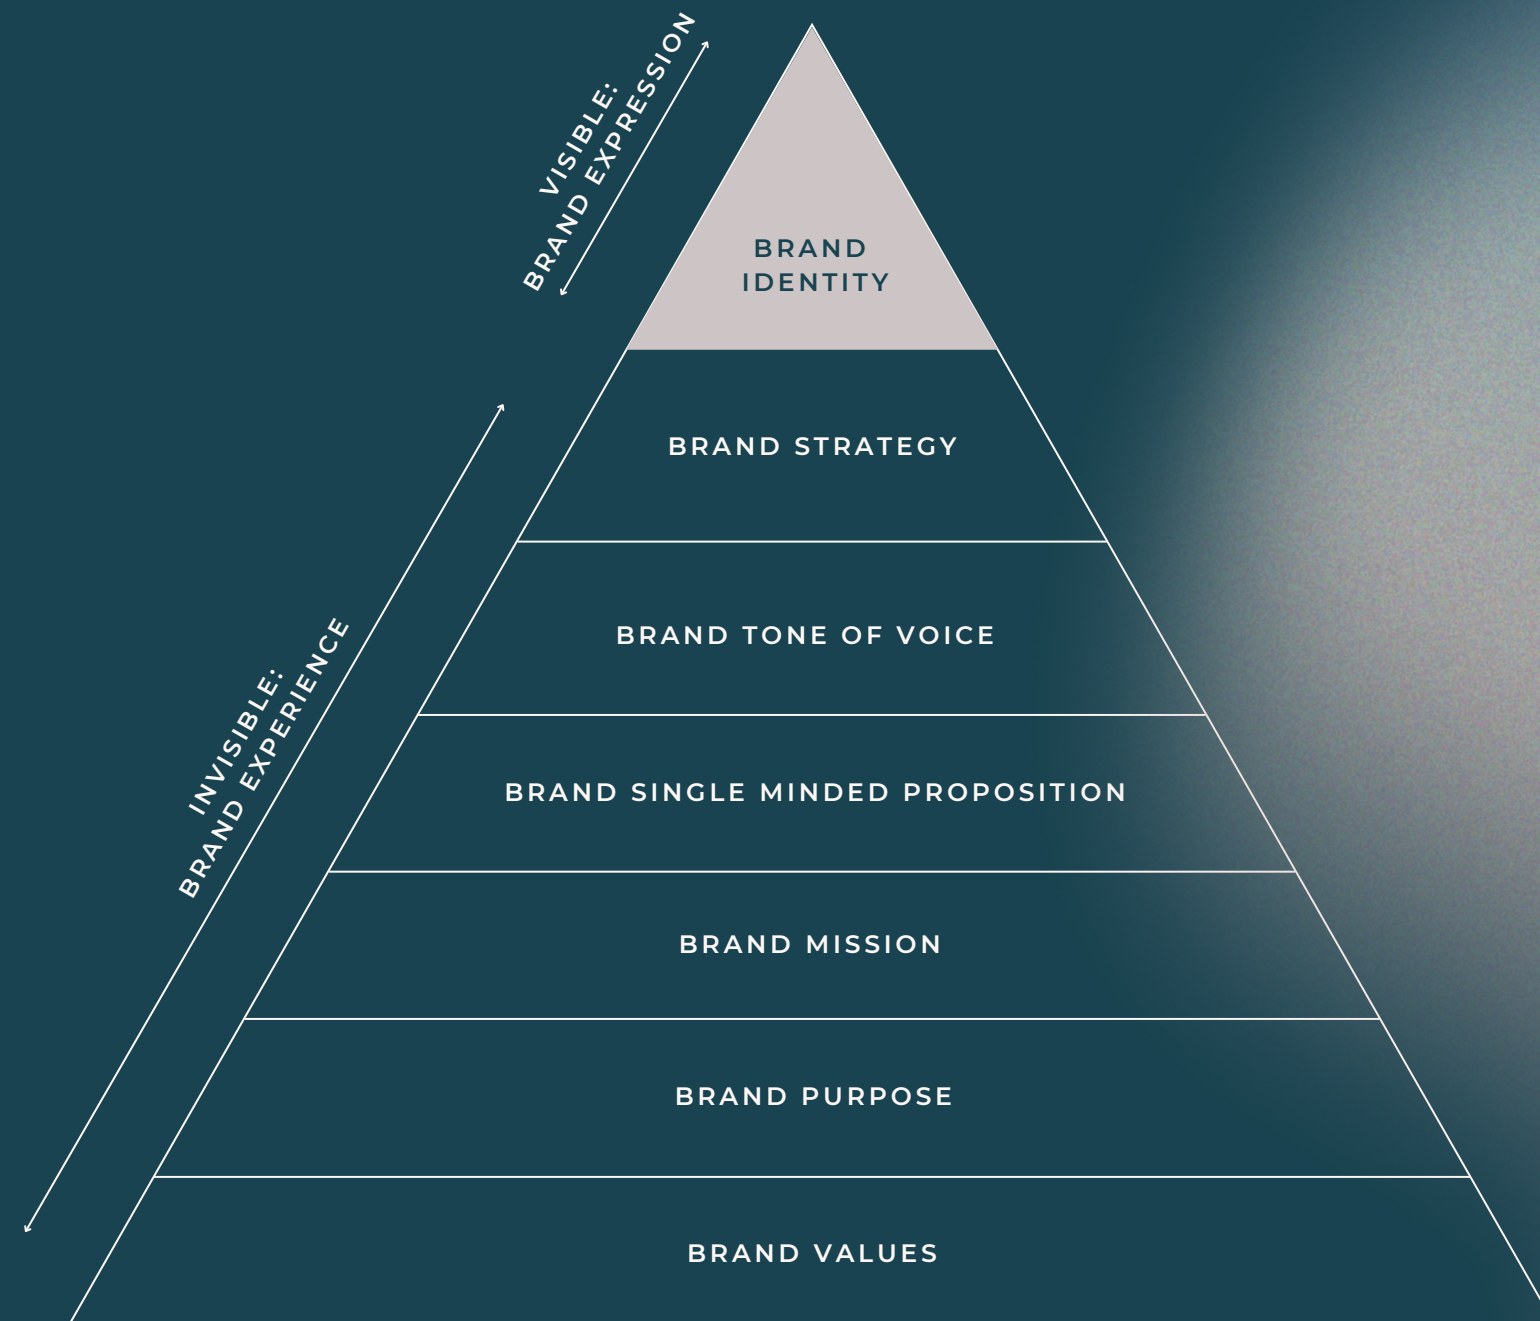 VISIBLE:
BRAND EXPRESSION
BRAND
IDENTITY
BRAND STRATEGY
BRAND TONE OF VOICE
INVISIBLE:
BRAND EXPERIENCE
BRAND SINGLE MINDED PROPOSITION
BRAND MISSION
BRAND PURPOSE
BRAND VALUES